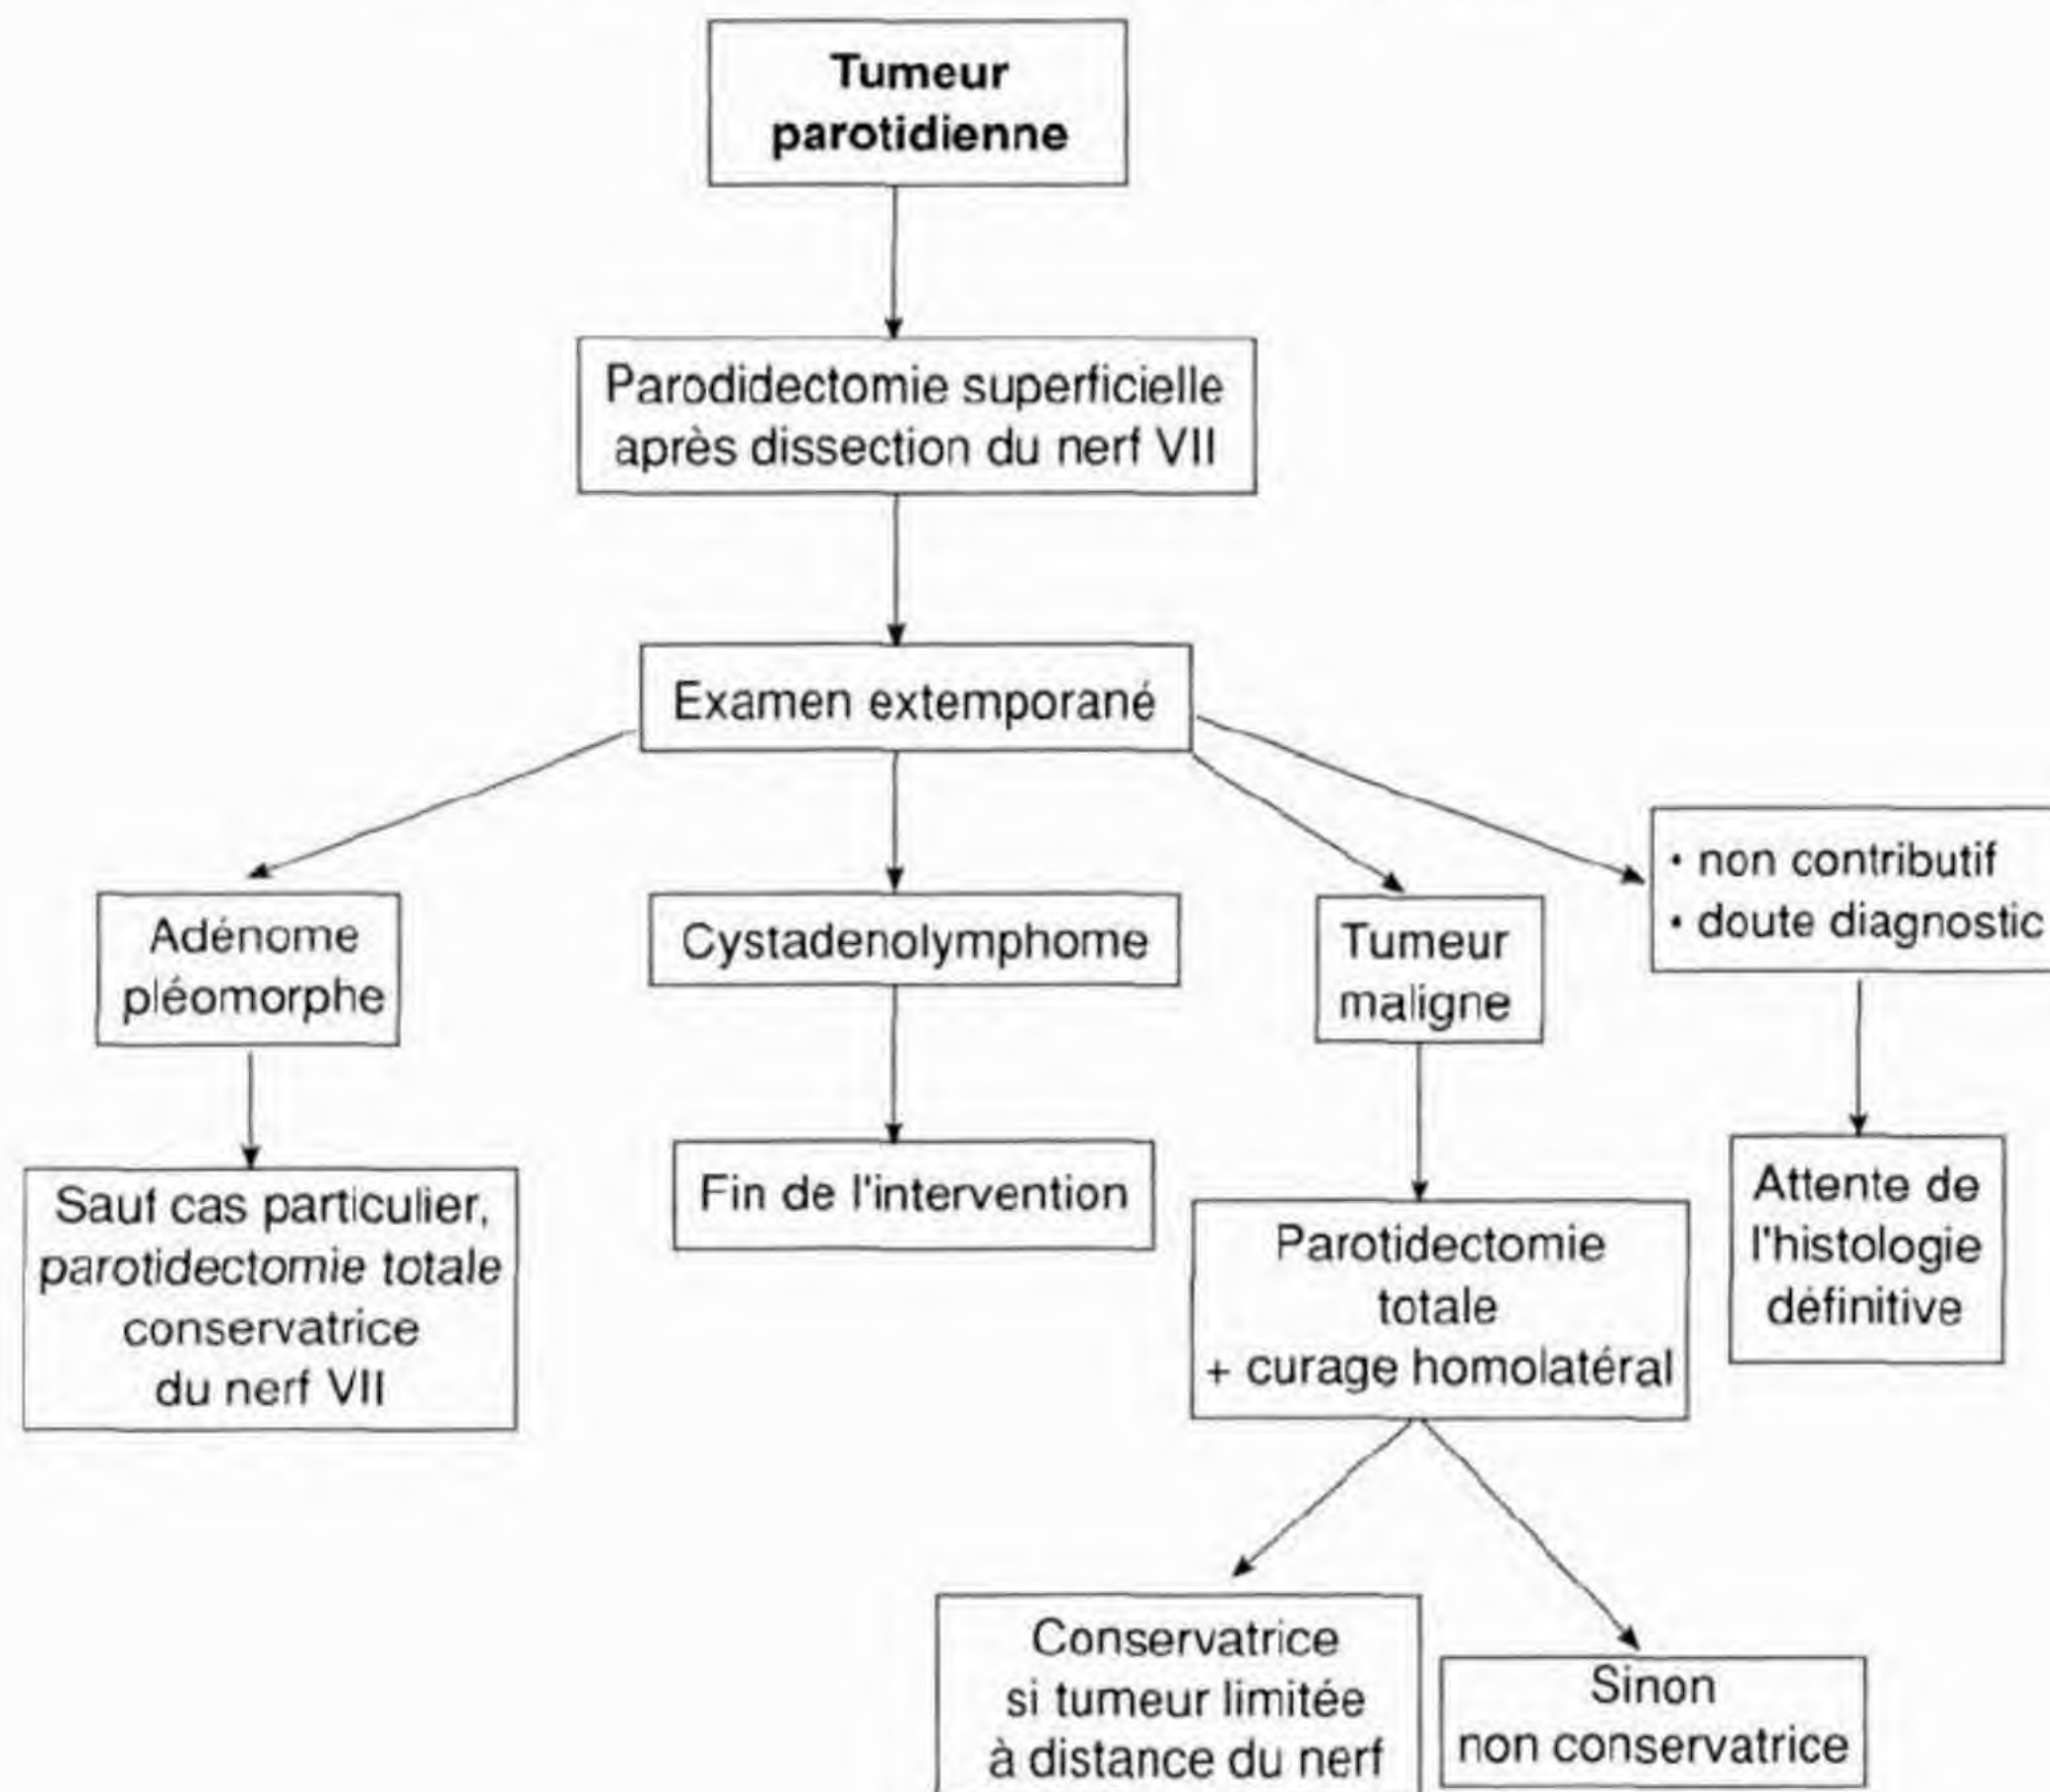 Tumeur
parotidienne
Parodidectomie superficielle
après dissection du nerf VII
Examen extemporané
Adénome
pléomorphe
Sauf cas particulier,
parotidectomie totale
conservatrice
du nerf VII
Cystadenolymphome
Fin de l'intervention
Tumeur
maligne
Parotidectomie
totale
+ curage homolatéral
Conservatrice
si tumeur limitée
à distance du nerf
Sinon
non conservatrice
• non contributif
• doute diagnostic
Attente de
l'histologie
définitive